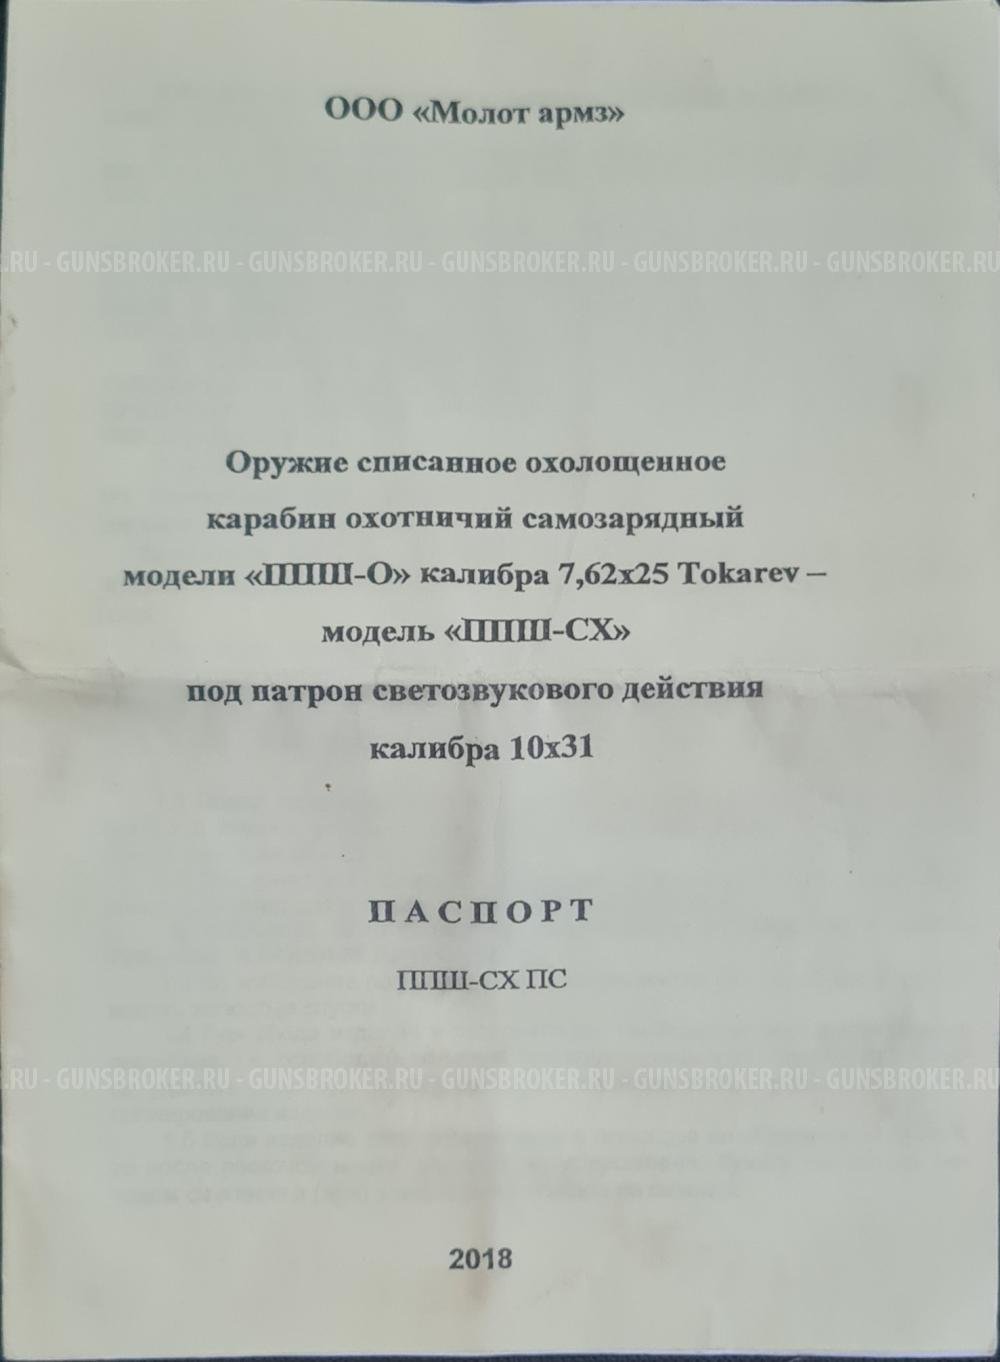 ООО «Молот армз»
.RU - GUNSBROKER.RU - GUNSBROKER.RU - GUNSBROKER.RU - GUNSBROKER.RU - GUNSBROKER.RU
Оружие списанное охолощенное
карабин охотничий самозарядный
модели «ППШ-О» калибра 7,62х25 Tokarev –
модель «ППШ-СХ»
под патрон светозвукового действия
калибра 10х31
П А С П О Р Т
ППШ-СХ ПС
.RU - GUNSBROKER.RU - GUNSBROKER.RU - GUNSBROKER.RU - GUNSBROKER.RU - GUNSBROKER.RU
2018